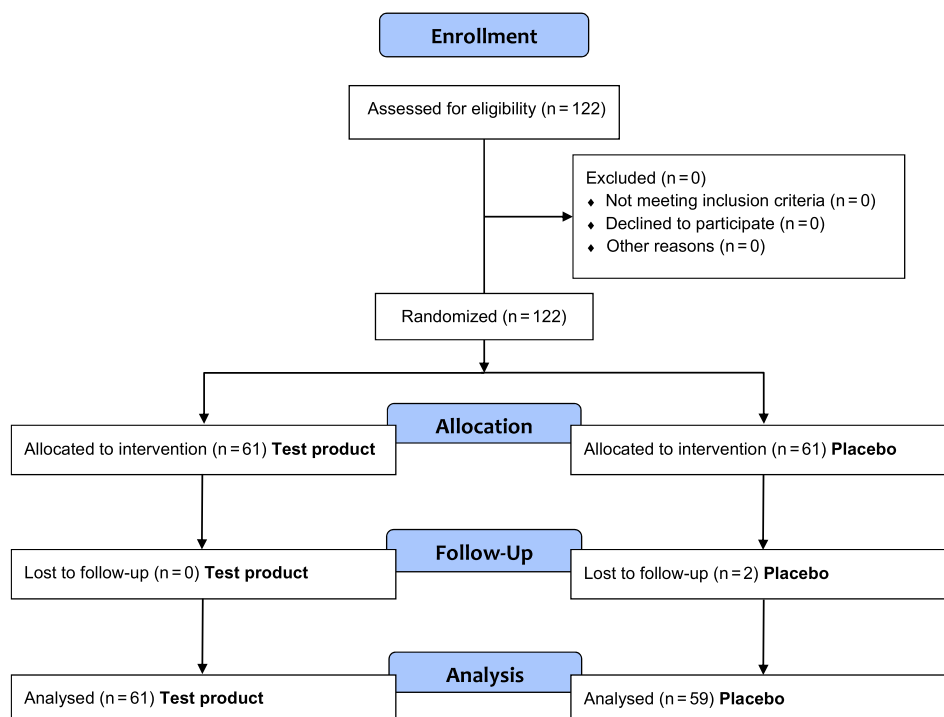 Enrollment
Assessed for eligibility (n = 122)
Excluded (n = 0)
♦ Not meeting inclusion criteria (n = 0)
♦ Declined to participate (n = 0)
♦ Other reasons (n = 0)
Randomized (n = 122)
Allocation
Allocated to intervention (n = 61) Test product
Allocated to intervention (n = 61) Placebo
Follow-Up
Lost to follow-up (n = 0) Test product
Lost to follow-up (n = 2) Placebo
Analysis
Analysed (n = 61) Test product
Analysed (n = 59) Placebo